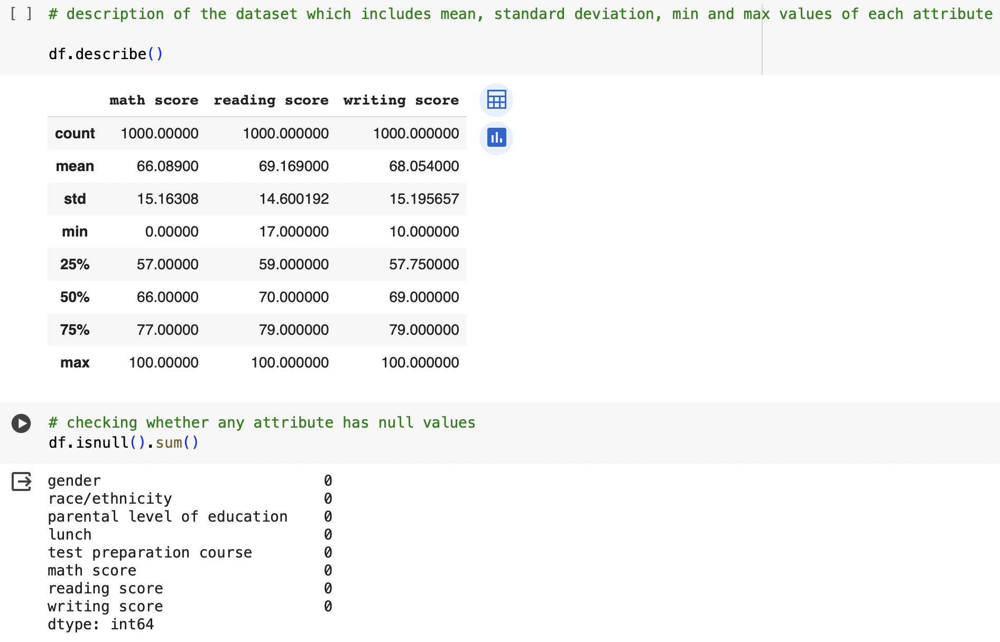 [ ] # description of the dataset which includes mean, standard deviation, min and max values of each attribute
df.describe()
math score reading score writing score
count 1000.00000 1000.000000 1000.000000
mean 66.08900 69.169000 68.054000
std 15.16308 14.600192 15.195657
min 0.00000 17.000000 10.000000
25% 57.00000 59.000000 57.750000
50% 66.00000 70.000000 69.000000
75% 77.00000 79.000000 79.000000
max 100.00000 100.000000 100.000000
# checking whether any attribute has null values
df.isnull().sum()
gender 0
race/ethnicity 0
parental level of education 0
lunch 0
test preparation course 0
math score 0
reading score 0
writing score 0
dtype: int64